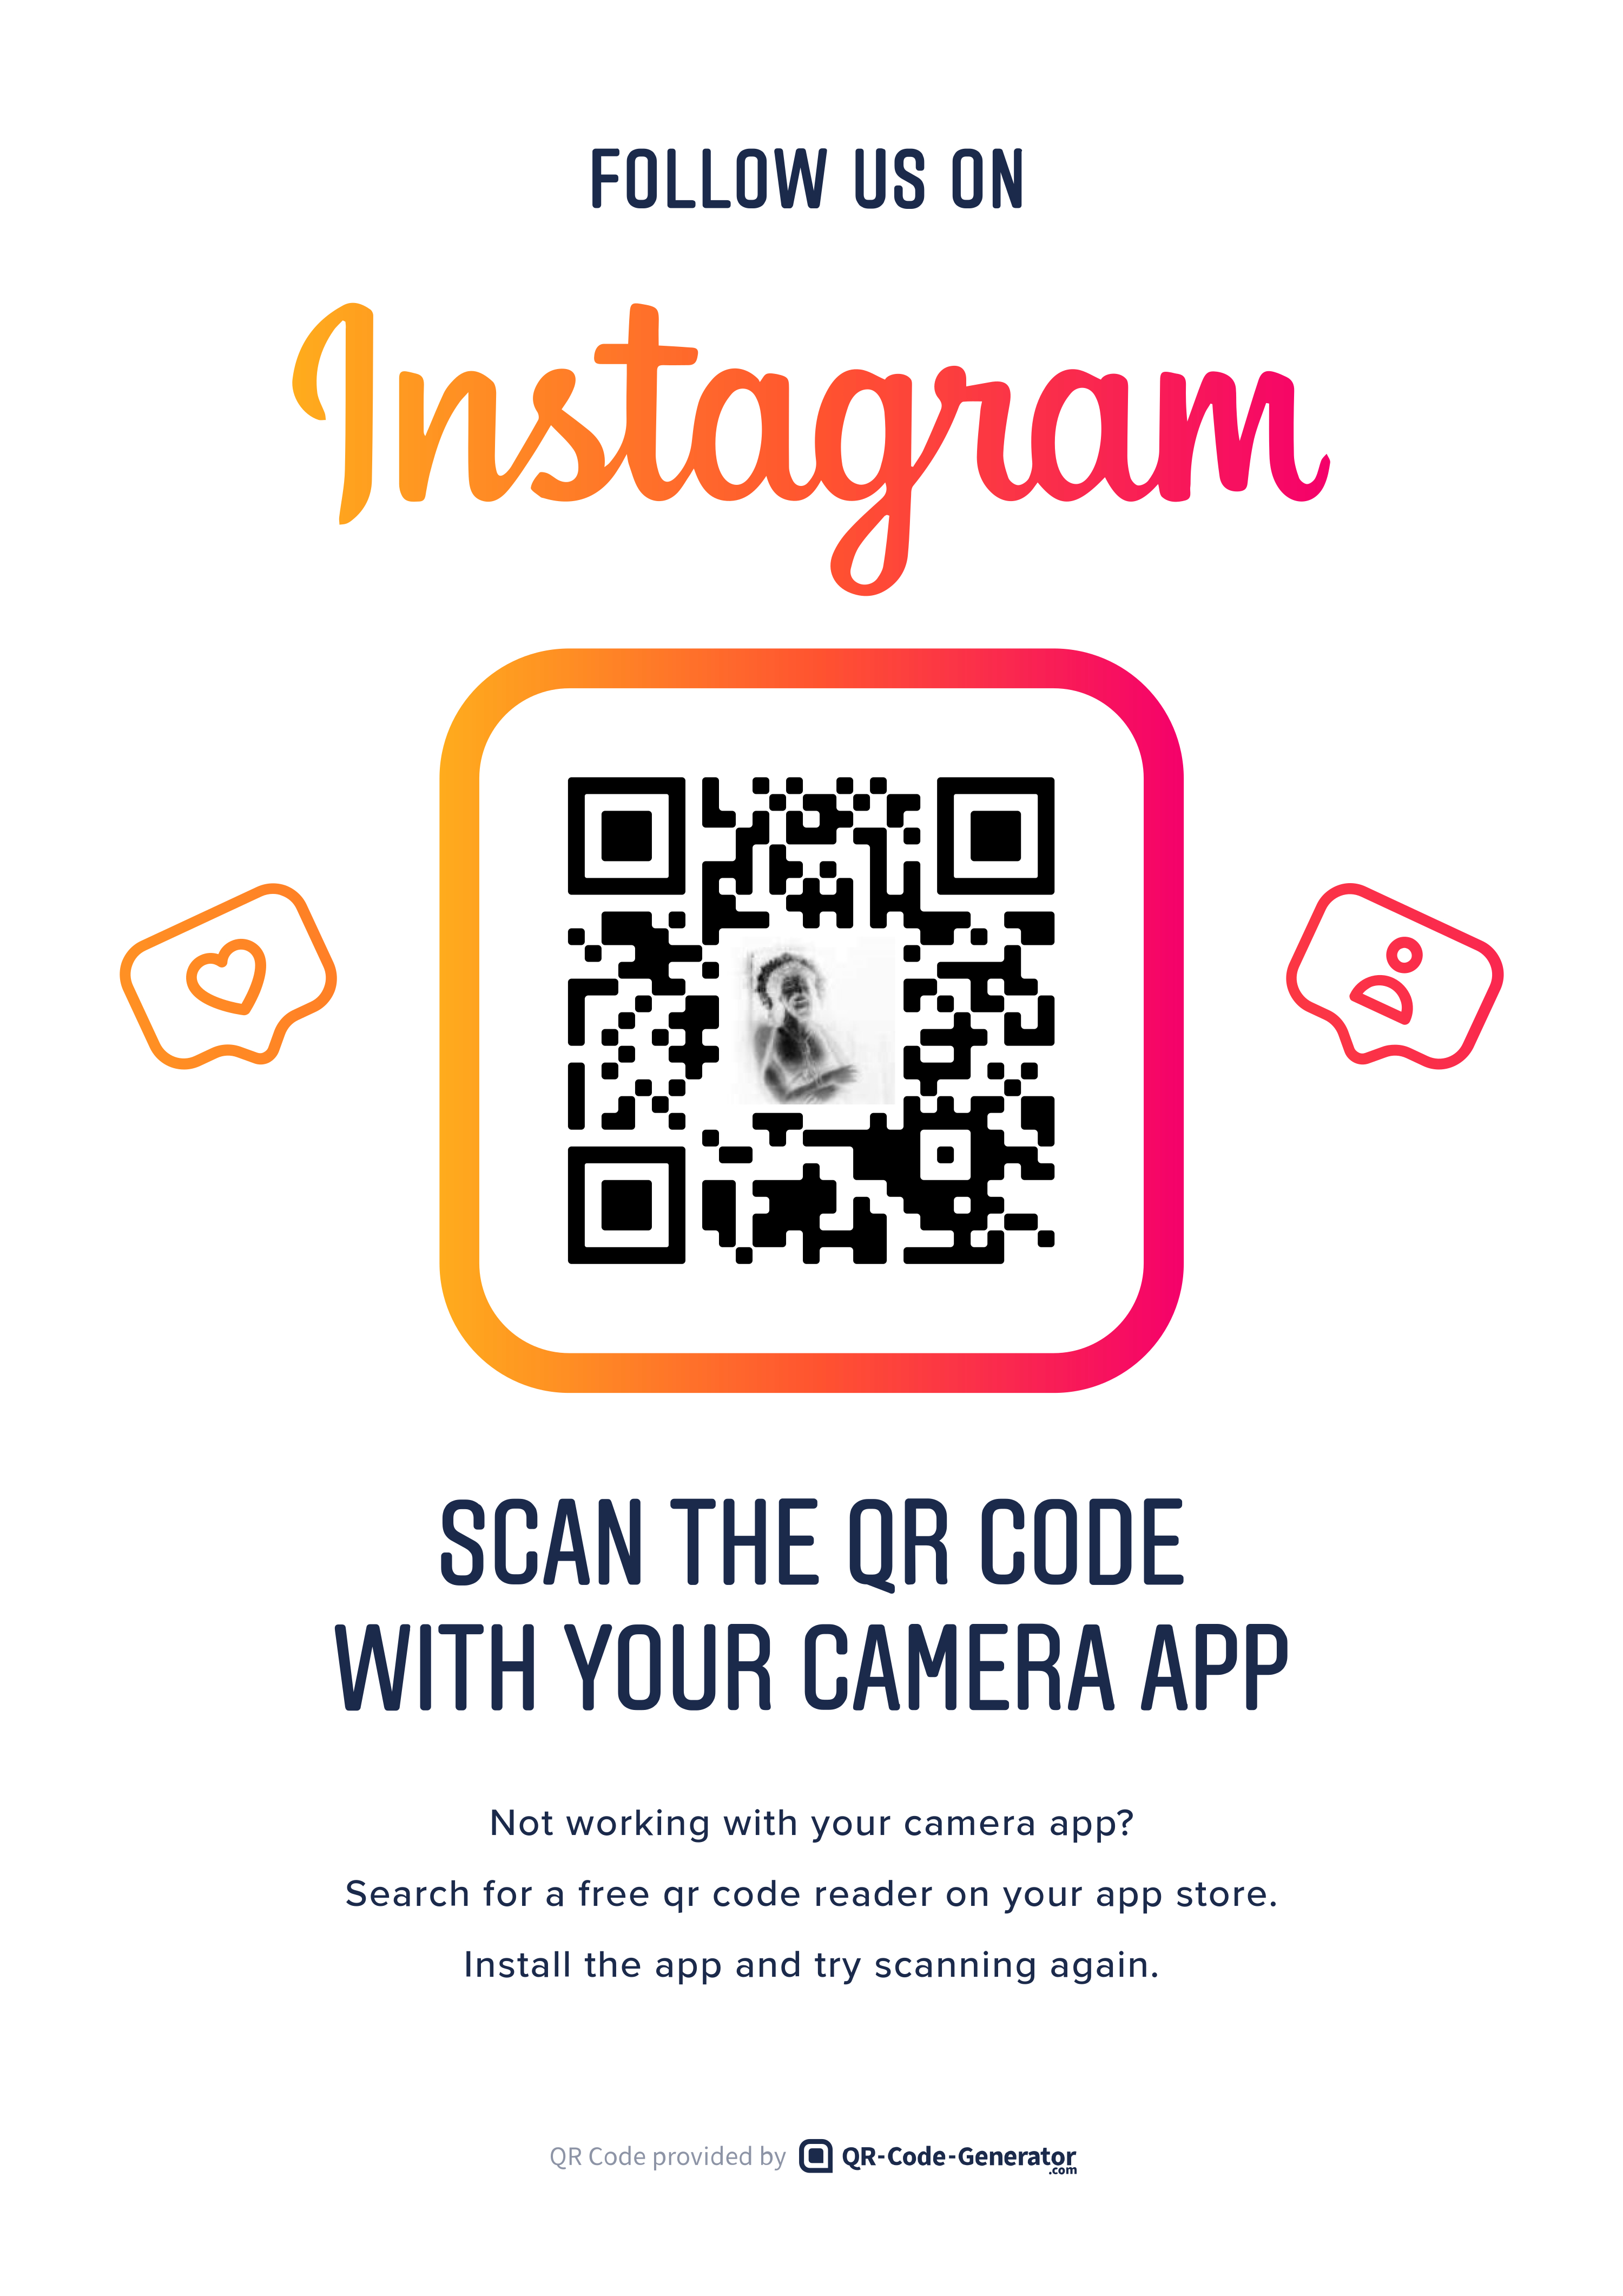 FOLLOW US ON
Instagram
SCAN THE QR CODE
WITH YOUR CAMERA APP
Not working with your camera app?
Search for a free qr code reader on your app store.
Install the app and try scanning again.
QR Code provided by QR-Code-Generator
.com